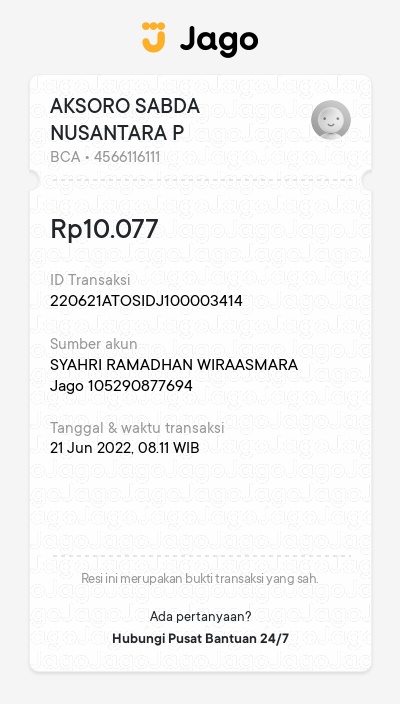 Jago
AKSORO SABDA
NUSANTARA P
BCA • 4566116111
Rp10.077
ID Transaksi
220621ATOSIDJ100003414
Sumber akun
SYAHRI RAMADHAN WIRAASMARA
Jago 105290877694
Tanggal & waktu transaksi
21 Jun 2022, 08.11 WIB
Resi ini merupakan bukti transaksi yang sah.
Ada pertanyaan?
Hubungi Pusat Bantuan 24/7